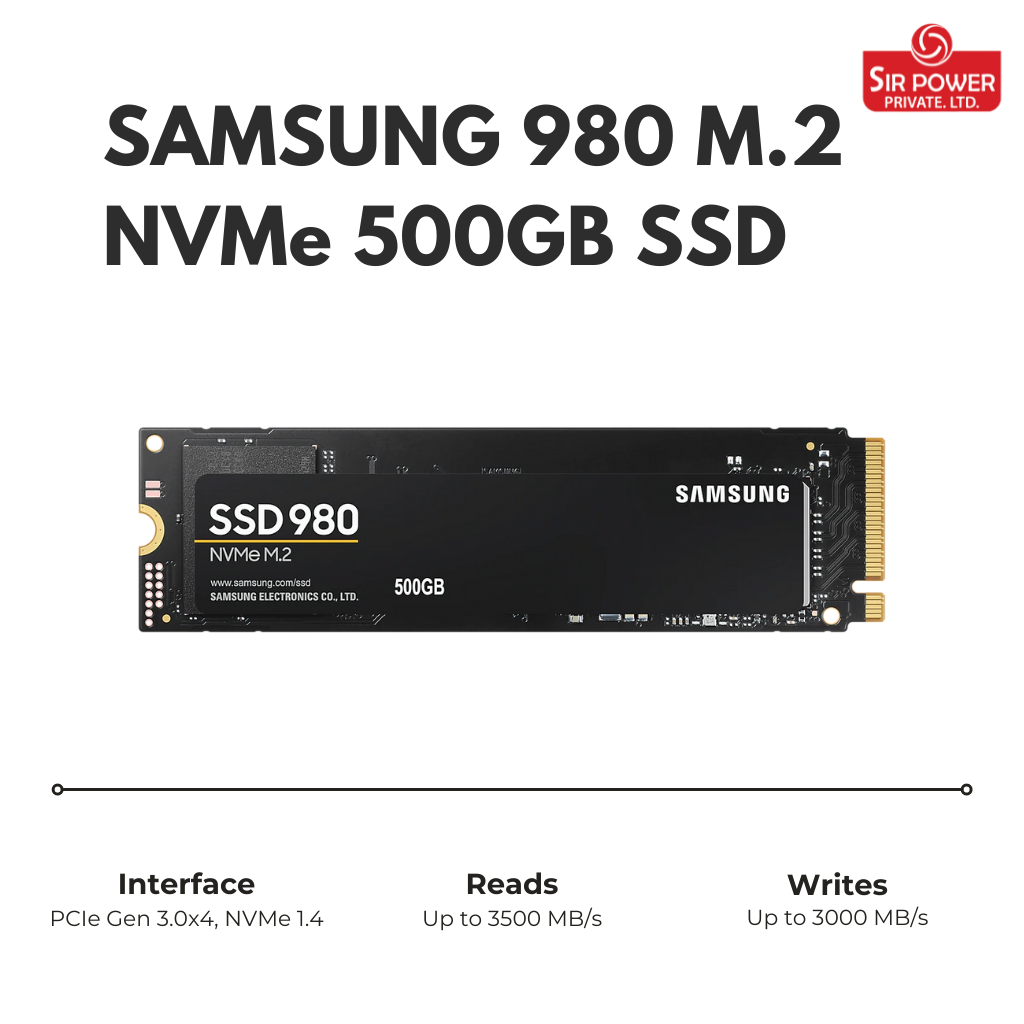 SIR POWER
PRIVATE. LTD.
SAMSUNG 980 M.2
NVMe 500GB SSD
SAMSUNG
SSD 980
NVMe M.2
www.samsung.com/ssd
SAMSUNG ELECTRONICS CO., LTD.
500GB
Interface
PCIe Gen 3.0x4, NVMe 1.4
Reads
Up to 3500 MB/s
Writes
Up to 3000 MB/s